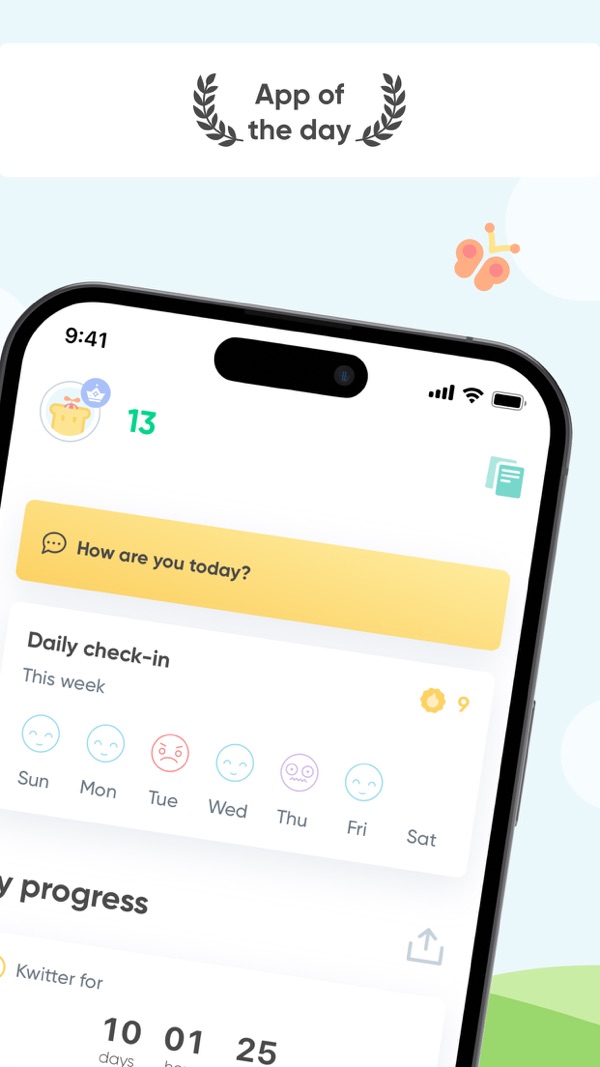 App of
the day
9:41
13
How are you today?
Daily check-in
This week
9
Sun Mon Tue Wed Thu Fri Sat
progress
Kwitter for
10 01 25
days